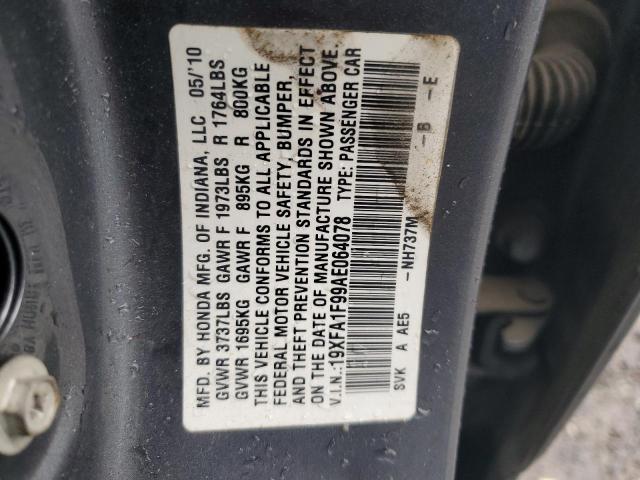 MFD. BY HONDA MFG. OF INDIANA, LLC 05/'10
GVWR 3737LBS GAWR F 1973LBS R 1764LBS
GVWR 1695KG GAWR F 895KG R 800KG
THIS VEHICLE CONFORMS TO ALL APPLICABLE
FEDERAL MOTOR VEHICLE SAFETY, BUMPER,
AND THEFT PREVENTION STANDARDS IN EFFECT
ON THE DATE OF MANUFACTURE SHOWN ABOVE.
V.I.N.:19XFA1F99AE064078 TYPE: PASSENGER CAR
SVK A AE5 -NH737M -B -E